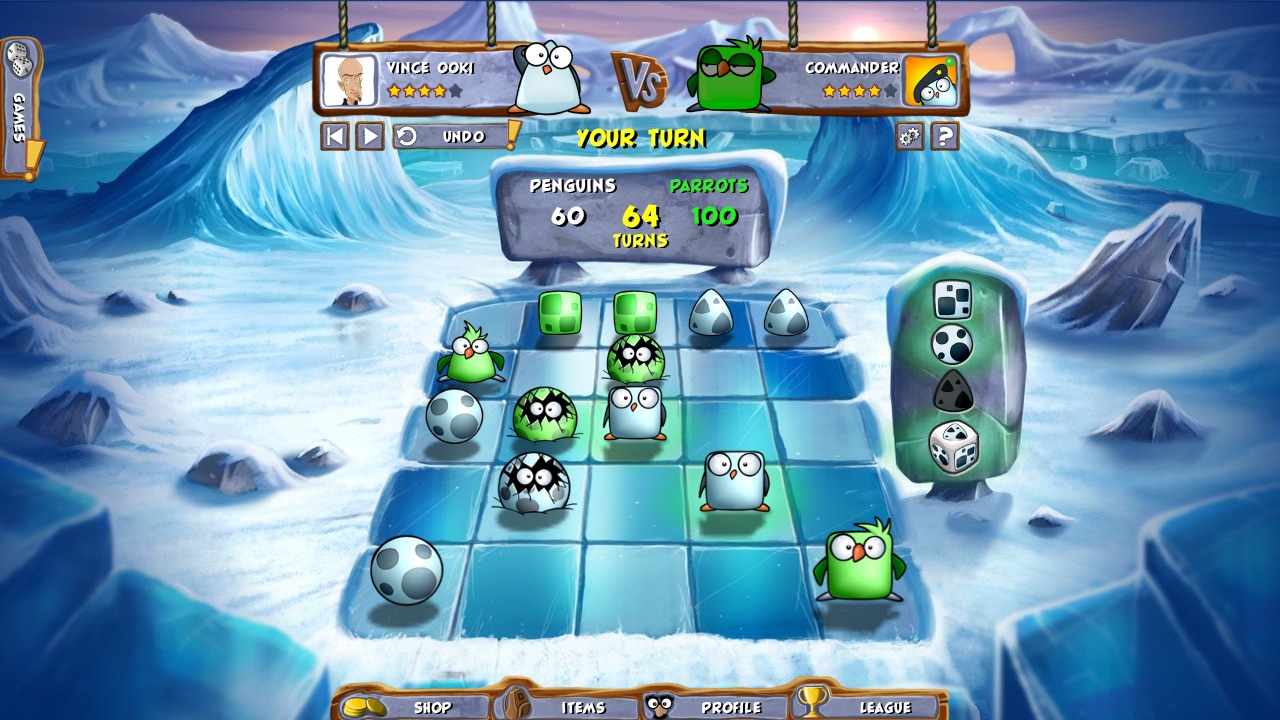 VINCE OOKI
VS
COMMANDER
GAMES
UNDO
YOUR TURN
?
PENGUINS
PARROTS
60
64
100
TURNS
SHOP
ITEMS
PROFILE
LEAGUE